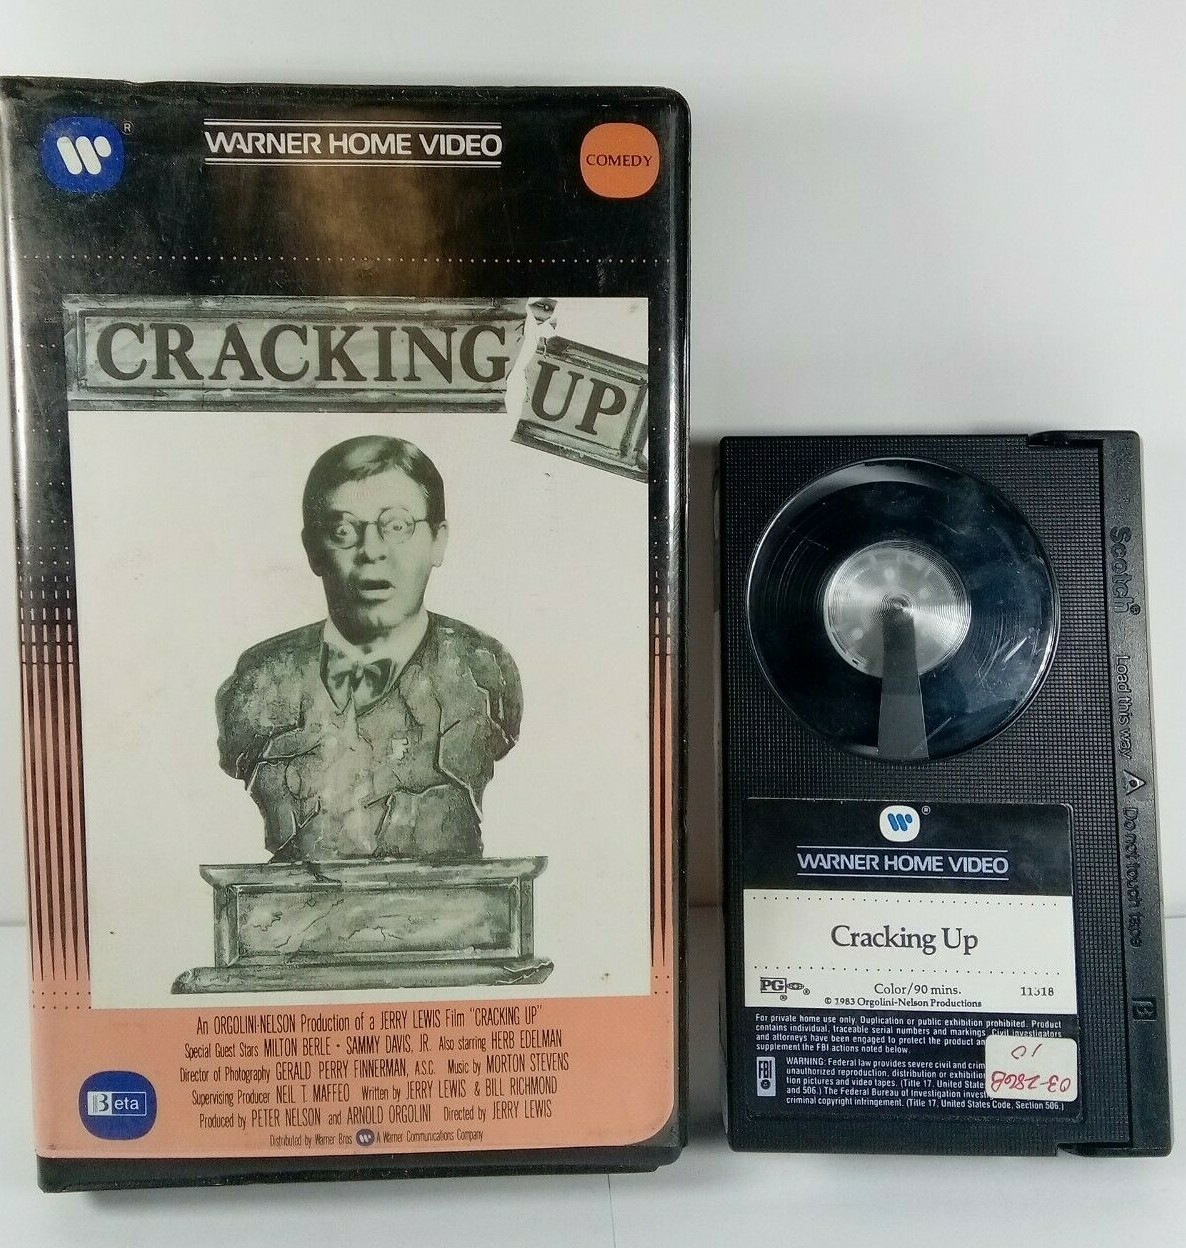 WARNER HOME VIDEO
COMEDY
CRACKING UP
An ORGOLINI-NELSON Production of a JERRY LEWIS Film "CRACKING UP"
Special Guest Stars MILTON BERLE • SAMMY DAVIS, JR. Also starring HERB EDELMAN
Director of Photography GERALD PERRY FINNERMAN, A.S.C. Music by MORTON STEVENS
Supervising Producer NEIL T MAFFEO Written by JERRY LEWIS & BILL RICHMOND
Produced by PETER NELSON and ARNOLD ORGOLINI Directed by JERRY LEWIS
Distributed by Warner Bros A Warner Communications Company
Beta
Scotch®
Load this way
Do not touch tape
WARNER HOME VIDEO
Cracking Up
PG
Color/90 mins.
11318
© 1983 Orgolini-Nelson Productions
For private home use only. Duplication or public exhibition prohibited. Product
contains individual, traceable serial numbers and markings. Civil investigators
and attorneys have been engaged to protect the product an
supplement the FBI actions noted below.
FBI
WARNING: Federal law provides severe civil and crim
unauthorized reproduction, distribution or exhibition
tion pictures and video tapes. (Title 17, United State
and 506.) The Federal Bureau of Investigation invest
criminal copyright infringement. (Title 17, United States Code, Section 506.)
03-286B
10